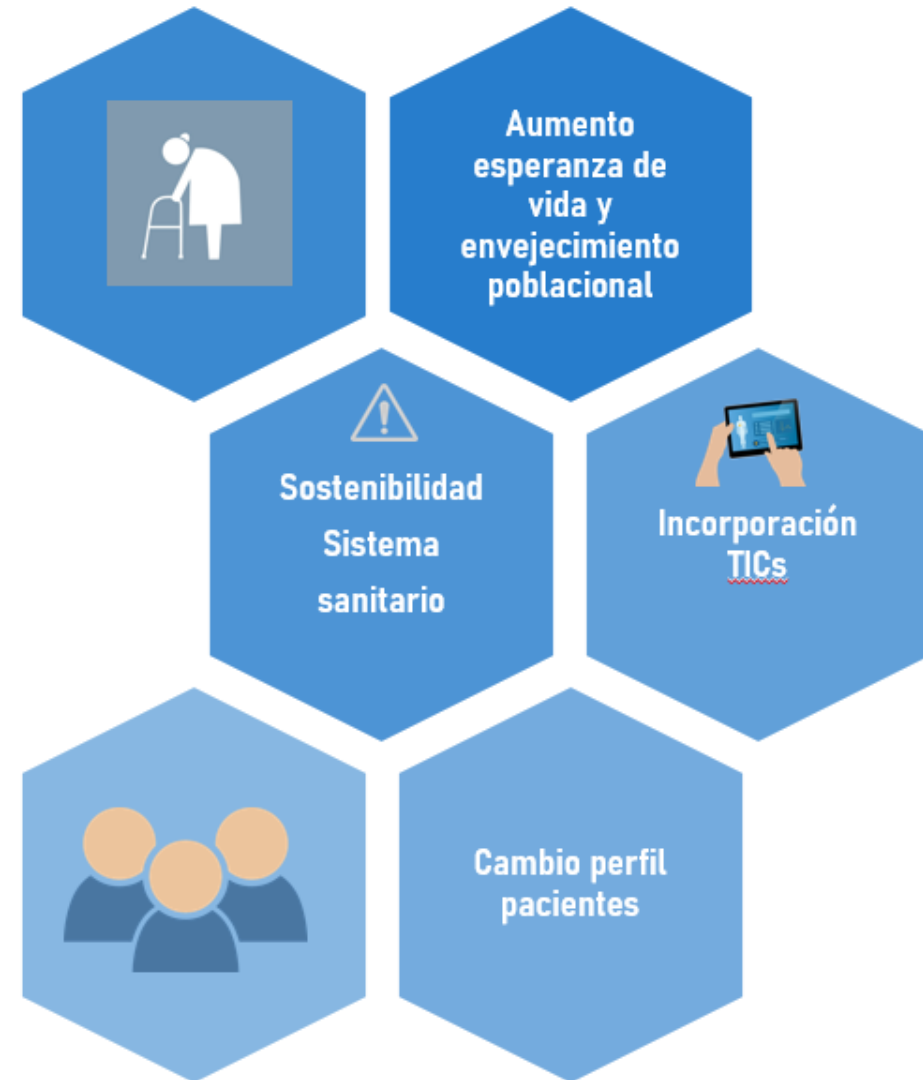 Aumento
esperanza de
vida y
envejecimiento
poblacional
Sostenibilidad
Sistema
sanitario
Incorporación
TICs
Cambio perfil
pacientes